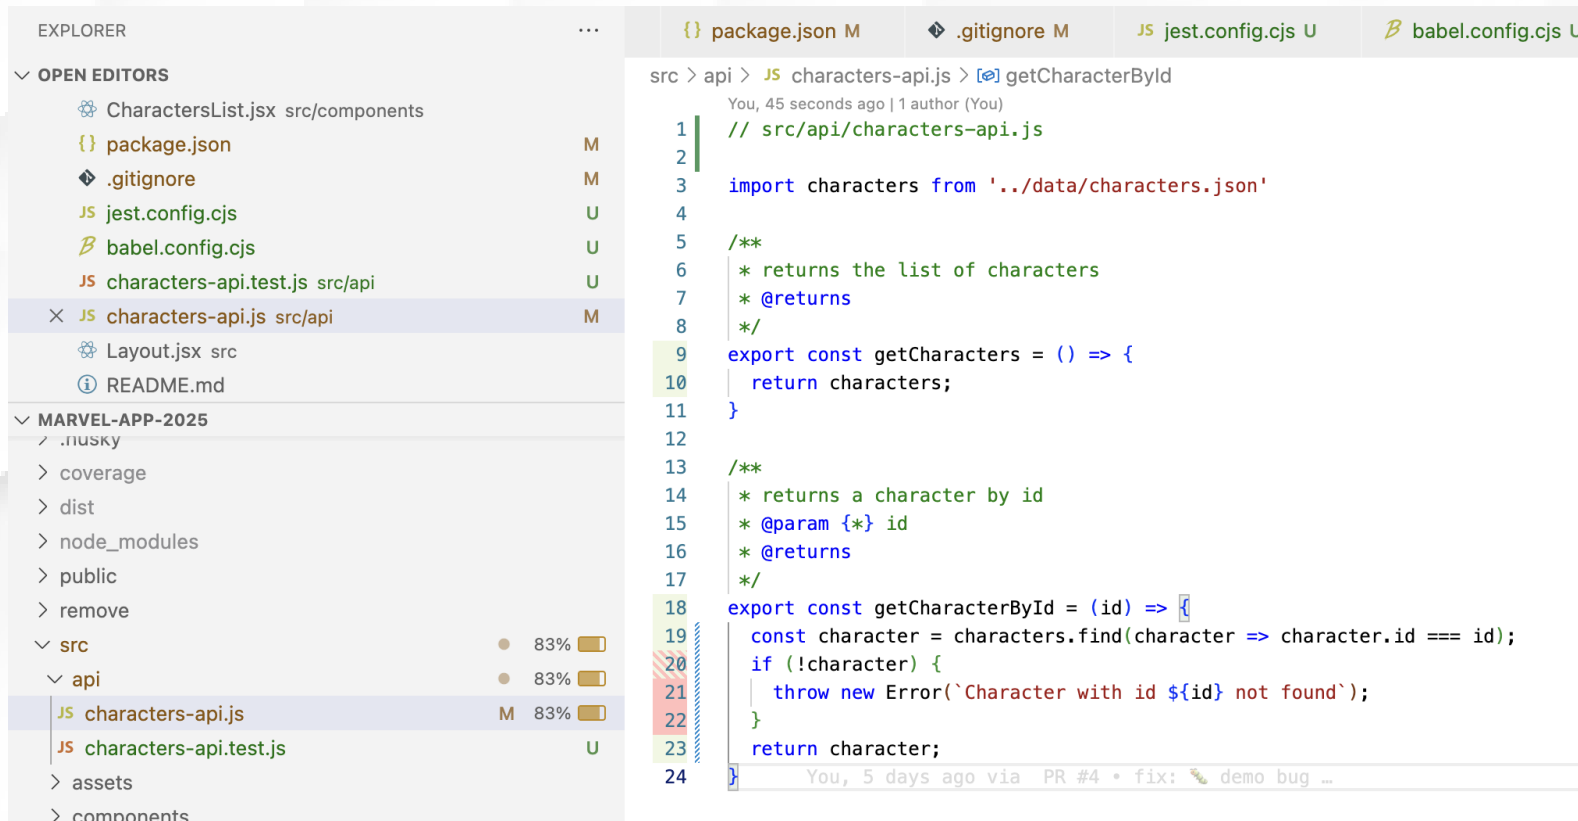 EXPLORER ...
OPEN EDITORS
CharactersList.jsx src/components
package.json M
.gitignore M
jest.config.cjs U
babel.config.cjs U
characters-api.test.js src/api U
characters-api.js src/api M
Layout.jsx src
README.md
MARVEL-APP-2025
.husky
coverage
dist
node_modules
public
remove
src 83%
api 83%
JS characters-api.js M 83%
JS characters-api.test.js U
assets
components
{} package.json M .gitignore M JS jest.config.cjs U babel.config.cjs U
src > api > JS characters-api.js > getCharacterById
You, 45 seconds ago | 1 author (You)
1 // src/api/characters-api.js
2
3 import characters from '../data/characters.json'
4
5 /**
6 * returns the list of characters
7 * @returns
8 */
9 export const getCharacters = () => {
10 return characters;
11 }
12
13 /**
14 * returns a character by id
15 * @param {*} id
16 * @returns
17 */
18 export const getCharacterById = (id) => {
19 const character = characters.find(character => character.id === id);
20 if (!character) {
21 throw new Error(`Character with id ${id} not found`);
22 }
23 return character;
24 } You, 5 days ago via PR #4 • fix: 🐛 demo bug …